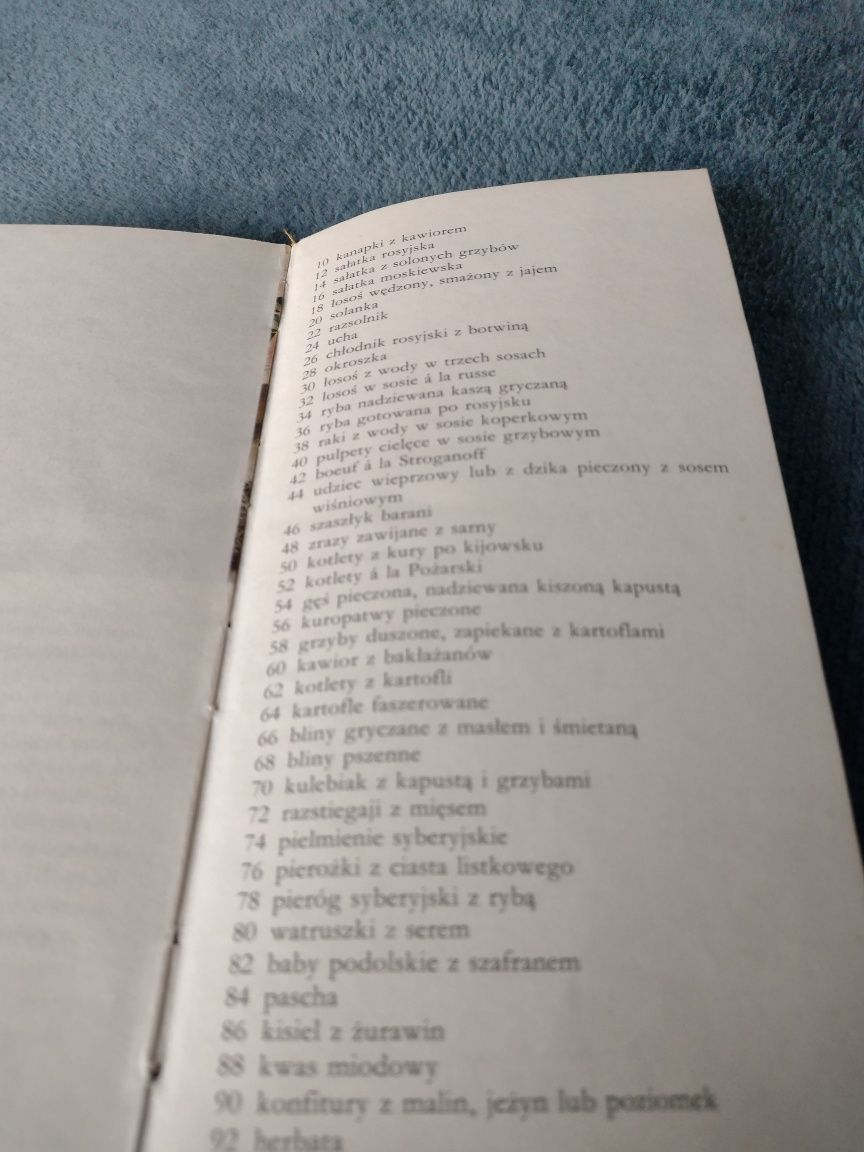 10 kanapki z kawiorem
12 sałatka rosyjska
14 sałatka z solonych grzybów
16 sałatka moskiewska
18 łosoś wędzony, smażony z jajem
20 solanka
22 razsolnik
24 ucha
26 chłodnik rosyjski z botwiną
28 okroszka
30 łosoś z wody w trzech sosach
32 łosoś w sosie á la russe
34 ryba nadziewana kaszą gryczaną
36 ryba gotowana po rosyjsku
38 raki z wody w sosie koperkowym
40 pulpety cielęce w sosie grzybowym
42 boeuf á la Stroganoff
44 udziec wieprzowy lub z dzika pieczony z sosem
wiśniowym
46 szaszłyk barani
48 zrazy zawijane z sarny
50 kotlety z kury po kijowsku
52 kotlety á la Pożarski
54 gęś pieczona, nadziewana kiszoną kapustą
56 kuropatwy pieczone
58 grzyby duszone, zapiekane z kartoflami
60 kawior z bakłażanów
62 kotlety z kartofli
64 kartofle faszerowane
66 bliny gryczane z masłem i śmietaną
68 bliny pszenne
70 kulebiak z kapustą i grzybami
72 razstiegaji z mięsem
74 pielmienie syberyjskie
76 pierożki z ciasta listkowego
78 pieróg syberyjski z rybą
80 watruszki z serem
82 baby podolskie z szafranem
84 pascha
86 kisiel z żurawin
88 kwas miodowy
90 konfitury z malin, jeżyn lub poziomek
92 herbata